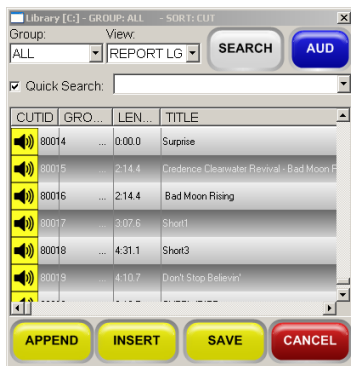 Library [C:] - GROUP: ALL - SORT: CUT
Group: View:
ALL REPORT LG SEARCH AUD
Quick Search:
CUTID GRO... LEN... TITLE
80014 ... 0:00.0 Surprise
80015 ... 2:14.4 Credence Clearwater Revival - Bad Moon F
80016 ... 2:14.4 Bad Moon Rising
80017 ... 3:07.6 Short1
80018 ... 4:31.1 Short3
80019 ... 4:10.7 Don't Stop Believin'
APPEND INSERT SAVE CANCEL